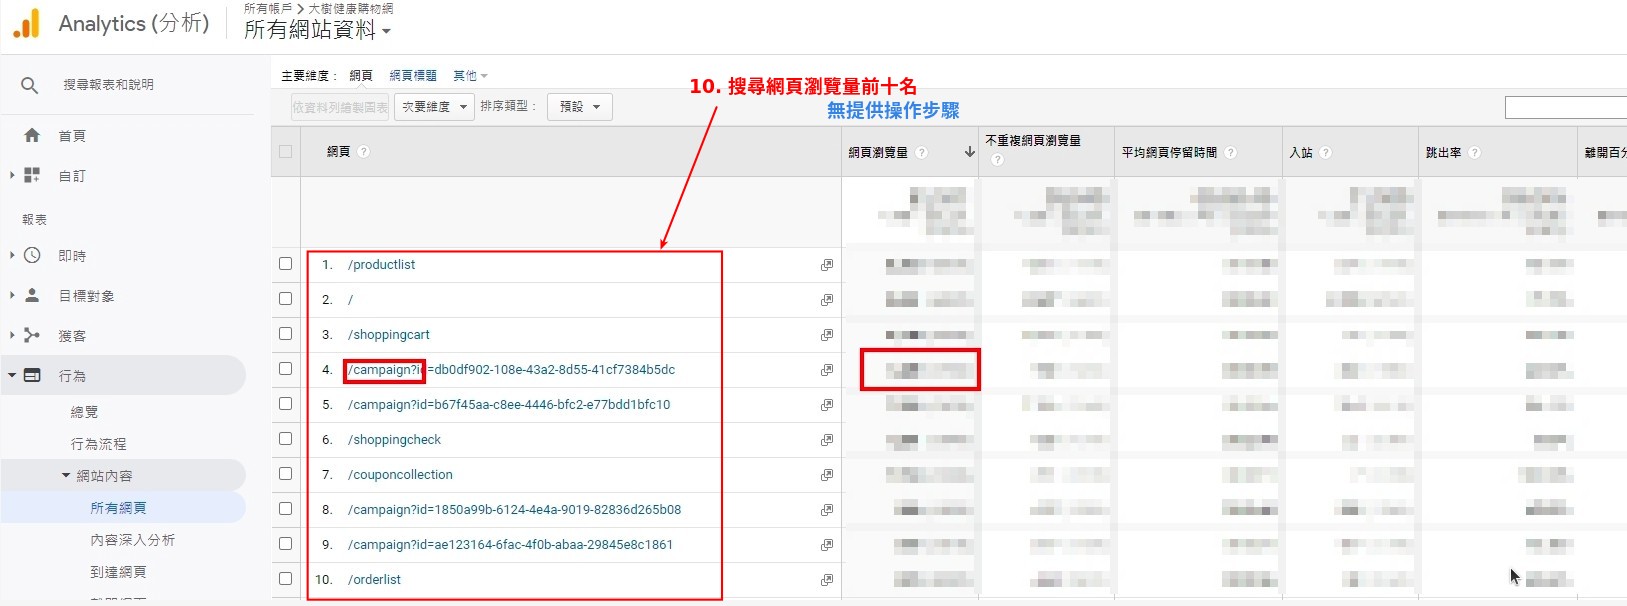 所有帳戶 > 大樹健康購物網
Analytics (分析)
所有網站資料
搜尋報表和說明
首頁
自訂
報表
即時
目標對象
獲客
行為
總覽
行為流程
網站內容
所有網頁
內容深入分析
到達網頁
主要維度： 網頁 網頁標題 其他
10. 搜尋網頁瀏覽量前十名
無提供操作步驟
依資料列繪製圖表 次要維度 排序類型： 預設
網頁 ? 網頁瀏覽量 ? 不重複網頁瀏覽量 ? 平均網頁停留時間 ? 入站 ? 跳出率 ? 離開百分
1. /productlist
2. /
3. /shoppingcart
4. /campaign?id=db0df902-108e-43a2-8d55-41cf7384b5dc
5. /campaign?id=b67f45aa-c8ee-4446-bfc2-e77bdd1bfc10
6. /shoppingcheck
7. /couponcollection
8. /campaign?id=1850a99b-6124-4e4a-9019-82836d265b08
9. /campaign?id=ae123164-6fac-4f0b-abaa-29845e8c1861
10. /orderlist